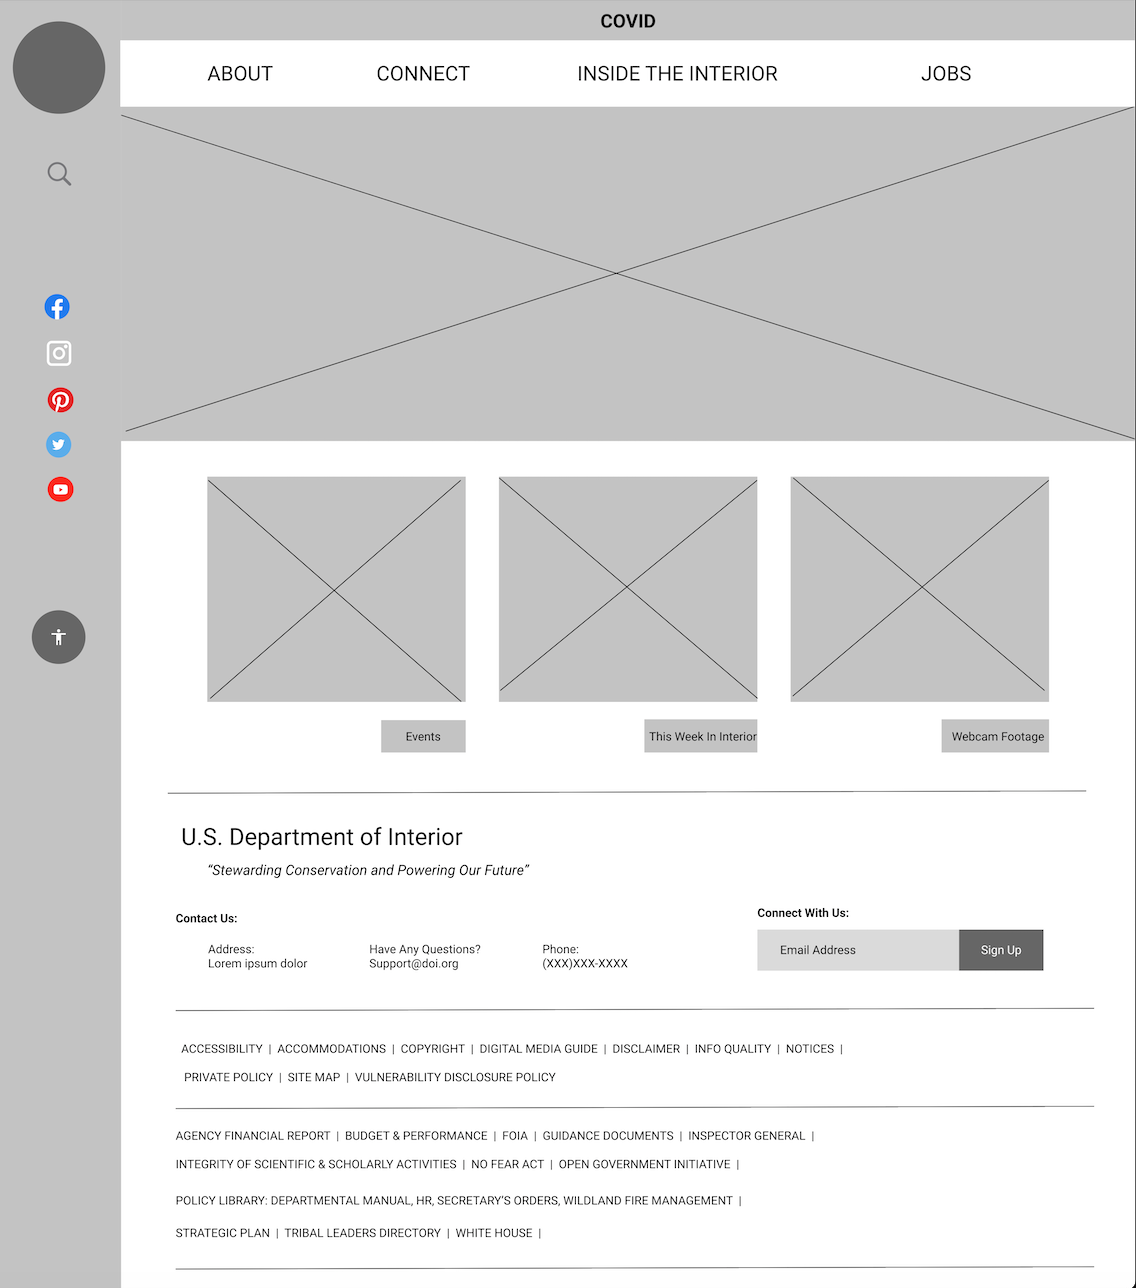 COVID
ABOUT
CONNECT
INSIDE THE INTERIOR
JOBS
Events
This Week In Interior
Webcam Footage
U.S. Department of Interior
“Stewarding Conservation and Powering Our Future”
Contact Us:
Address:
Lorem ipsum dolor
Have Any Questions?
Support@doi.org
Phone:
(XXX)XXX-XXXX
Connect With Us:
Email Address
Sign Up
ACCESSIBILITY | ACCOMMODATIONS | COPYRIGHT | DIGITAL MEDIA GUIDE | DISCLAIMER | INFO QUALITY | NOTICES |
PRIVATE POLICY | SITE MAP | VULNERABILITY DISCLOSURE POLICY
AGENCY FINANCIAL REPORT | BUDGET & PERFORMANCE | FOIA | GUIDANCE DOCUMENTS | INSPECTOR GENERAL |
INTEGRITY OF SCIENTIFIC & SCHOLARLY ACTIVITIES | NO FEAR ACT | OPEN GOVERNMENT INITIATIVE |
POLICY LIBRARY: DEPARTMENTAL MANUAL, HR, SECRETARY’S ORDERS, WILDLAND FIRE MANAGEMENT |
STRATEGIC PLAN | TRIBAL LEADERS DIRECTORY | WHITE HOUSE |